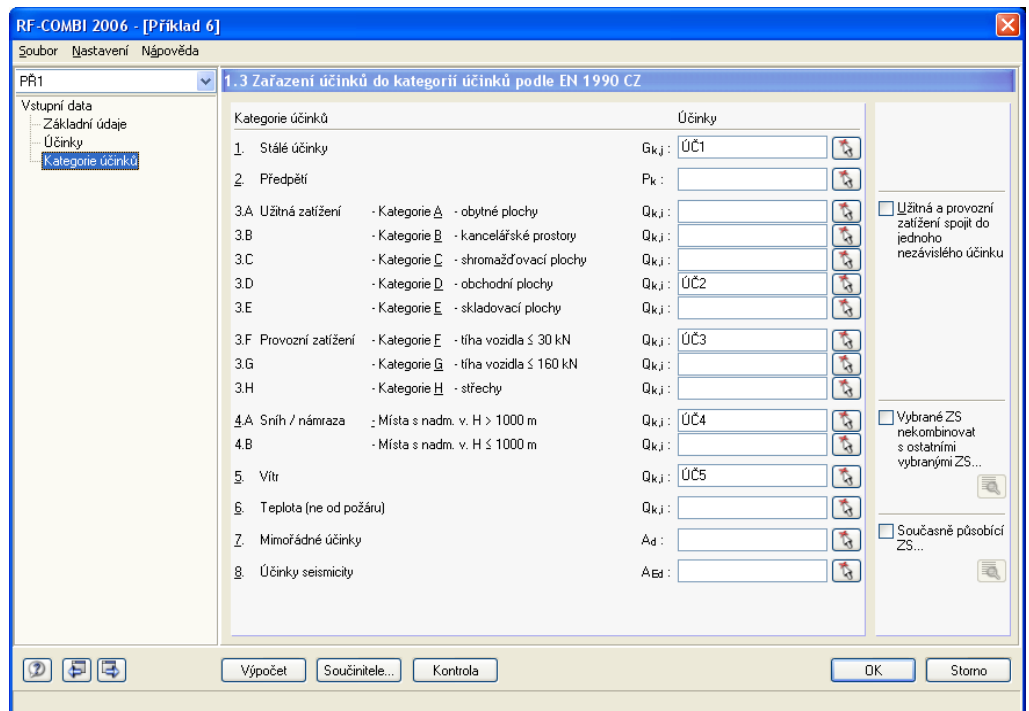 RF-COMBI 2006 - [Příklad 6]
Soubor Nastavení Nápověda
PŘ1
1.3 Zařazení účinků do kategorií účinků podle EN 1990 CZ
Vstupní data
Základní údaje
Účinky
Kategorie účinků
Kategorie účinků Účinky
1. Stálé účinky Gk,j : ÚČ1
2. Předpětí Pk :
3.A Užitná zatížení - Kategorie A - obytné plochy Qk,i :
3.B - Kategorie B - kancelářské prostory Qk,i :
3.C - Kategorie C - shromažďovací plochy Qk,i :
3.D - Kategorie D - obchodní plochy Qk,i : ÚČ2
3.E - Kategorie E - skladovací plochy Qk,i :
3.F Provozní zatížení - Kategorie F - tíha vozidla ≤ 30 kN Qk,i : ÚČ3
3.G - Kategorie G - tíha vozidla ≤ 160 kN Qk,i :
3.H - Kategorie H - střechy Qk,i :
4.A Sníh / námraza - Místa s nadm. v. H > 1000 m Qk,i : ÚČ4
4.B - Místa s nadm. v. H ≤ 1000 m Qk,i :
5. Vítr Qk,i : ÚČ5
6. Teplota (ne od požáru) Qk,i :
7. Mimořádné účinky Ad :
8. Účinky seismicity AEd :
Užitná a provozní
zatížení spojit do
jednoho
nezávislého účinku
Vybrané ZS
nekombinovat
s ostatními
vybranými ZS...
Současně působící
ZS...
Výpočet Součinitele... Kontrola OK Storno